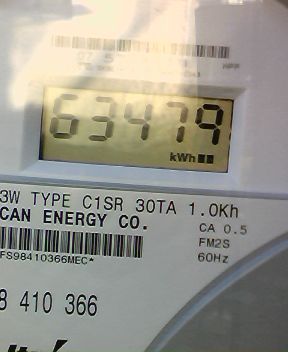 63479
kWh
3W TYPE C1SR 30TA 1.0Kh
CAN ENERGY CO.
CA 0.5
FM2S
FS98410366MEC*
60Hz
8 410 366